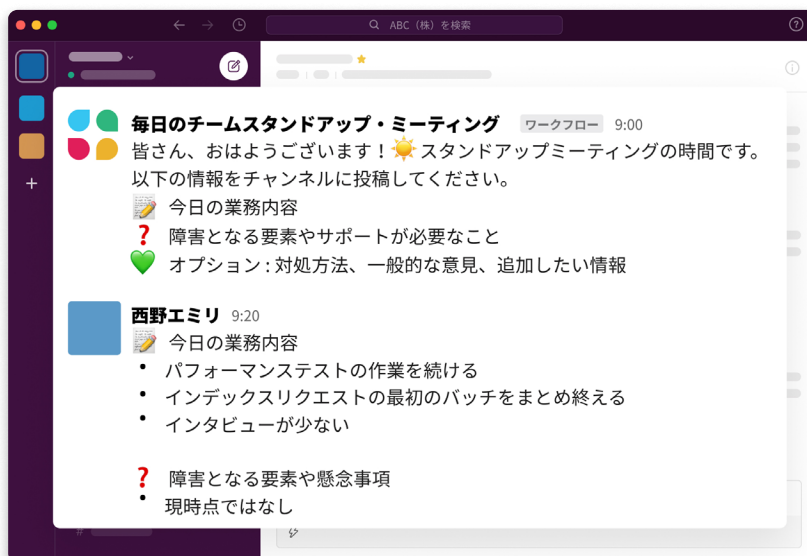 ABC（株）を検索
毎日のチームスタンドアップ・ミーティング ワークフロー 9:00
皆さん、おはようございます！☀️スタンドアップミーティングの時間です。
以下の情報をチャンネルに投稿してください。
📝 今日の業務内容
❓ 障害となる要素やサポートが必要なこと
💚 オプション : 対処方法、一般的な意見、追加したい情報
西野エミリ 9:20
📝 今日の業務内容
• パフォーマンステストの作業を続ける
• インデックスリクエストの最初のバッチをまとめ終える
• インタビューが少ない
❓ 障害となる要素や懸念事項
• 現時点ではなし